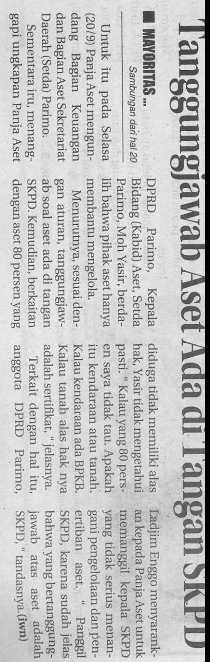 Tanggungjawab Aset Ada di Tangan SKPD
MAYORITAS ...
Sambungan dari hal 20
Untuk itu pada Selasa
(20/9) Panja Aset mengun-
dang Bagian Keuangan
dan Bagian Aset Sekretariat
Daerah (Setda) Parimo.
Sementara itu, menang-
gapi ungkapan Panja Aset
DPRD Parimo, Kepala
Bidang (Kabid) Aset, Setda
Parimo, Moh. Yasir, berda-
lih bahwa pihak aset hanya
membantu mengelola.
Menurutnya, sesuai den-
gan aturan, tanggungjaw-
ab soal aset ada di tangan
SKPD. Kemudian, berkaitan
dengan aset 80 persen yang
diduga tidak memiliki alas
hak, Yasir tidak mengetahui
pasti. "Kalau yang 80 pers-
en saya tidak tau. Apakah
itu kendaraan atau tanah.
Kalau kendaraan ada BPKB.
Kalau tanah alas hak nya
adalah sertifikat," jelasnya.
Terkait dengan hal itu,
anggota DPRD Parimo,
Ladjim Enggo menyarank-
an kepada Panja Aset untuk
memanggil kepala SKPD
yang tidak serius menan-
gani pengelolaan dan pen-
ertiban aset. "Panggil
SKPD, karena sudah jelas
bahwa yang bertanggung-
jawab atas aset adalah
SKPD," tandasnya.(iwn)